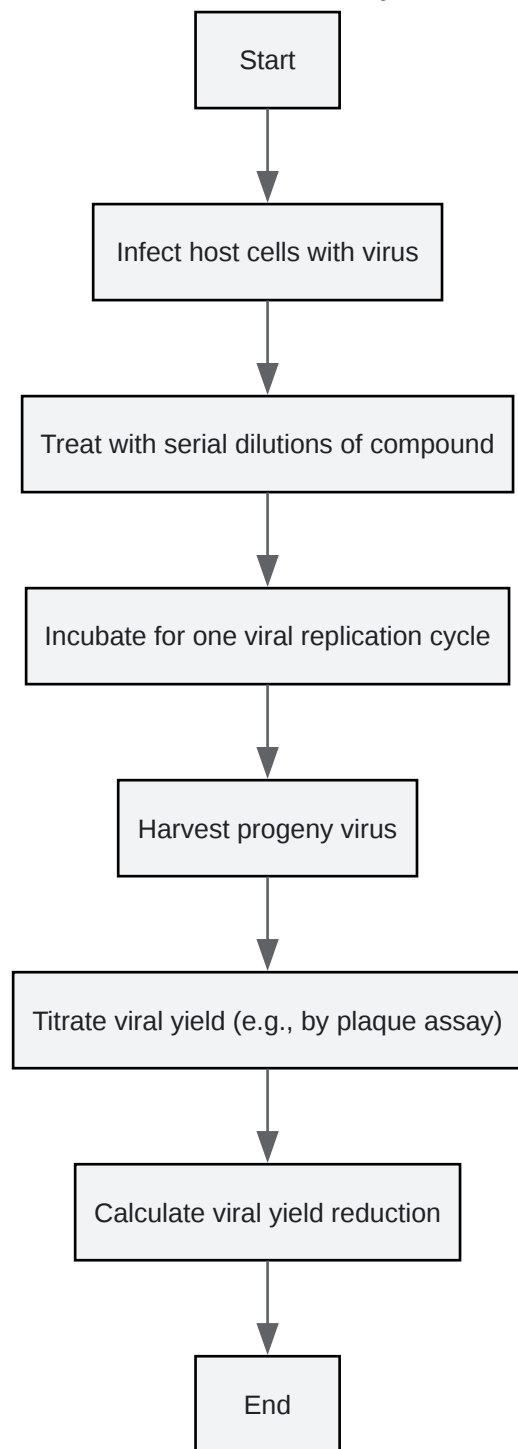 Start
Infect host cells with virus
Treat with serial dilutions of compound
Incubate for one viral replication cycle
Harvest progeny virus
Titrate viral yield (e.g., by plaque assay)
Calculate viral yield reduction
End